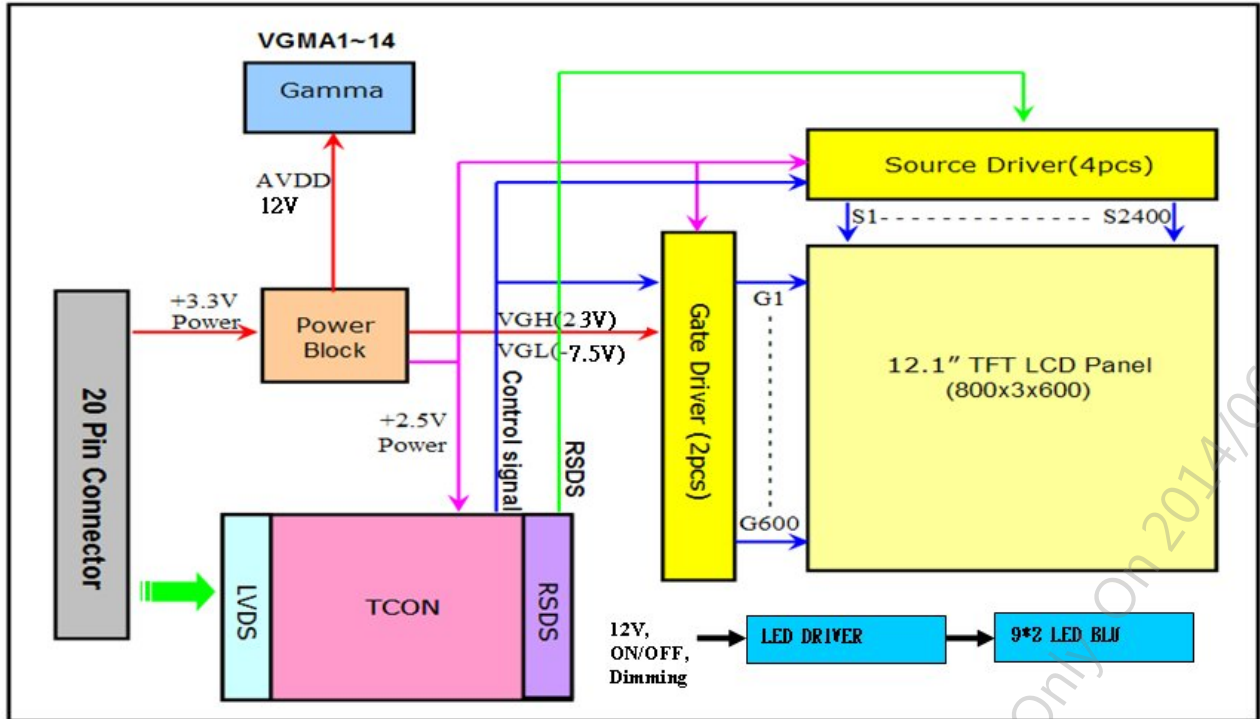 VGMA1~14
Gamma
AVDD
12V
Source Driver(4pcs)
S1 S2400
+3.3V
Power
Power
Block
VGH(23V)
VGL(-7.5V)
G1
Gate Driver (2pcs)
12.1″ TFT LCD Panel
(800x3x600)
20 Pin Connector
+2.5V
Power
Control signal
RSDS
G600
LVDS
TCON
RSDS
12V,
ON/OFF,
Dimming
LED DRIVER
9*2 LED BLU
Only On 2014/0